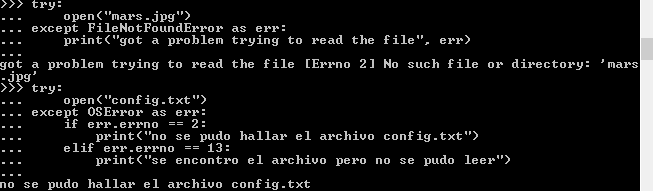 >>> try:
...     open("mars.jpg")
... except FileNotFoundError as err:
...     print("got a problem trying to read the file", err)
...
got a problem trying to read the file [Errno 2] No such file or directory: 'mars
.jpg'
>>> try:
...     open("config.txt")
... except OSError as err:
...     if err.errno == 2:
...         print("no se pudo hallar el archivo config.txt")
...     elif err.errno == 13:
...         print("se encontro el archivo pero no se pudo leer")
...
no se pudo hallar el archivo config.txt